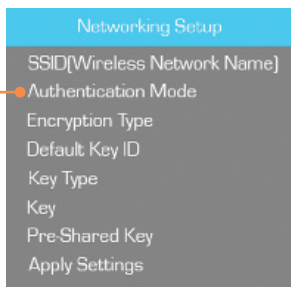 Networking Setup
SSID(Wireless Network Name)
Authentication Mode
Encryption Type
Default Key ID
Key Type
Key
Pre-Shared Key
Apply Settings